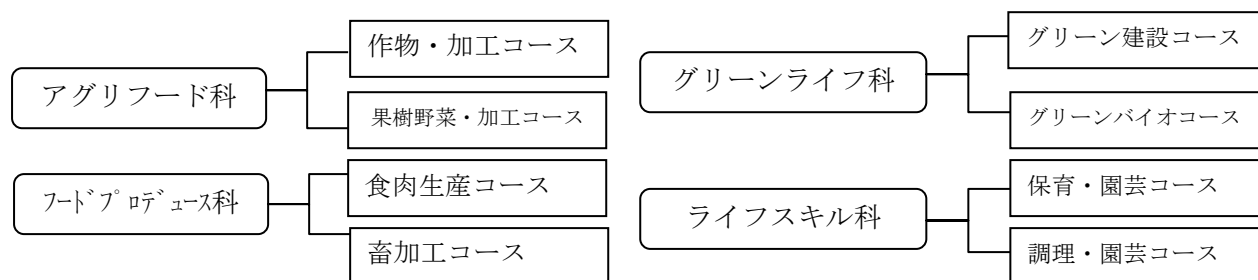 アグリフード科
作物・加工コース
果樹野菜・加工コース
フードプロデュース科
食肉生産コース
畜加工コース
グリーンライフ科
グリーン建設コース
グリーンバイオコース
ライフスキル科
保育・園芸コース
調理・園芸コース